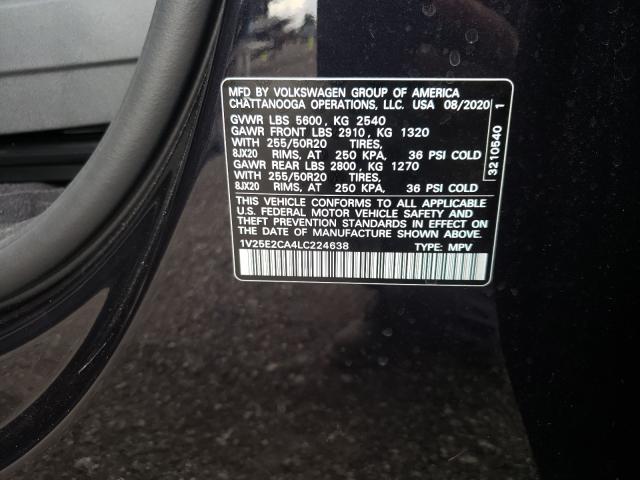 MFD BY VOLKSWAGEN GROUP OF AMERICA
CHATTANOOGA OPERATIONS, LLC. USA 08/2020
GVWR LBS 5600, KG 2540
GAWR FRONT LBS 2910, KG 1320
WITH 255/50R20 TIRES,
8JX20 RIMS, AT 250 KPA, 36 PSI COLD
GAWR REAR LBS 2800, KG 1270
WITH 255/50R20 TIRES,
8JX20 RIMS, AT 250 KPA, 36 PSI COLD
THIS VEHICLE CONFORMS TO ALL APPLICABLE
U.S. FEDERAL MOTOR VEHICLE SAFETY AND
THEFT PREVENTION STANDARDS IN EFFECT ON
THE DATE OF MANUFACTURE SHOWN ABOVE.
1V25E2CA4LC224638 TYPE: MPV
3210540 1